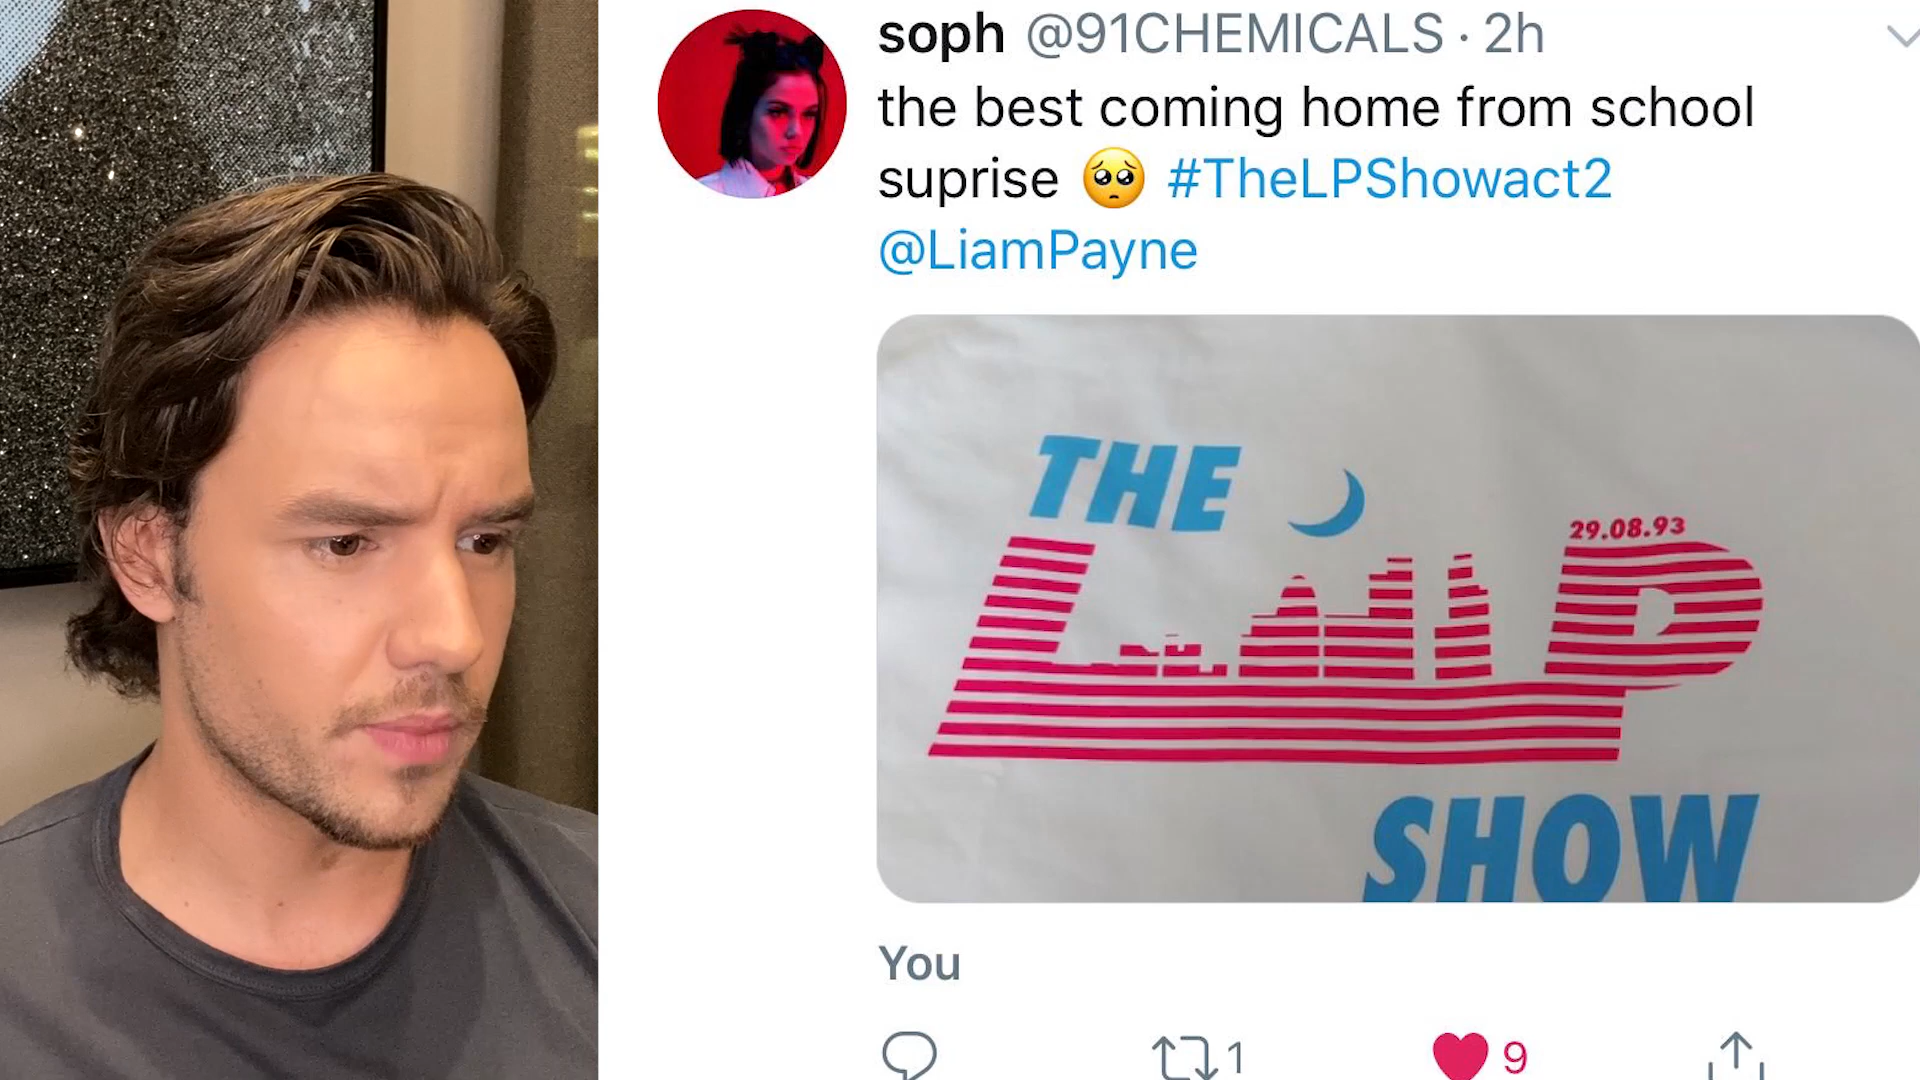 soph @91CHEMICALS · 2h
the best coming home from school
suprise 🥺 #TheLPShowact2
@LiamPayne
THE
29.08.93
LP
SHOW
You
1
9